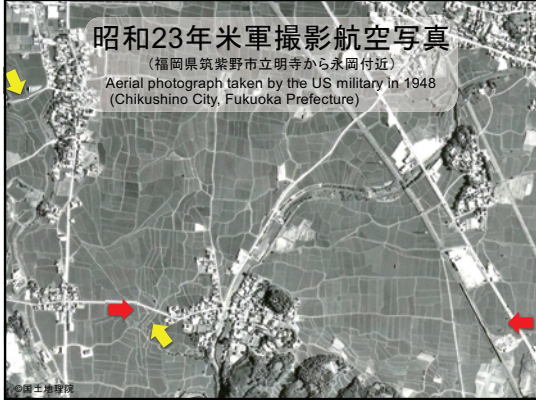 昭和23年米軍撮影航空写真
(福岡県筑紫野市立明寺から永岡付近)
Aerial photograph taken by the US military in 1948
(Chikushino City, Fukuoka Prefecture)
©国土地理院